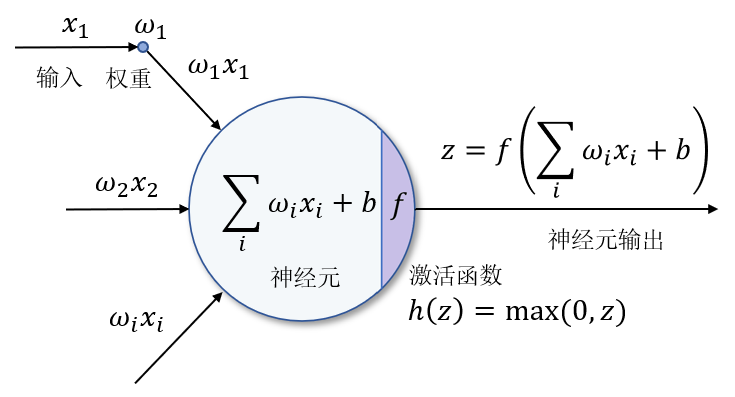 x₁ ω₁
输入 权重 ω₁x₁
z = f(∑ᵢ ωᵢxᵢ + b)
ω₂x₂
∑ᵢ ωᵢxᵢ + b f
神经元输出
神经元
激活函数
ωᵢxᵢ
h(z) = max(0, z)